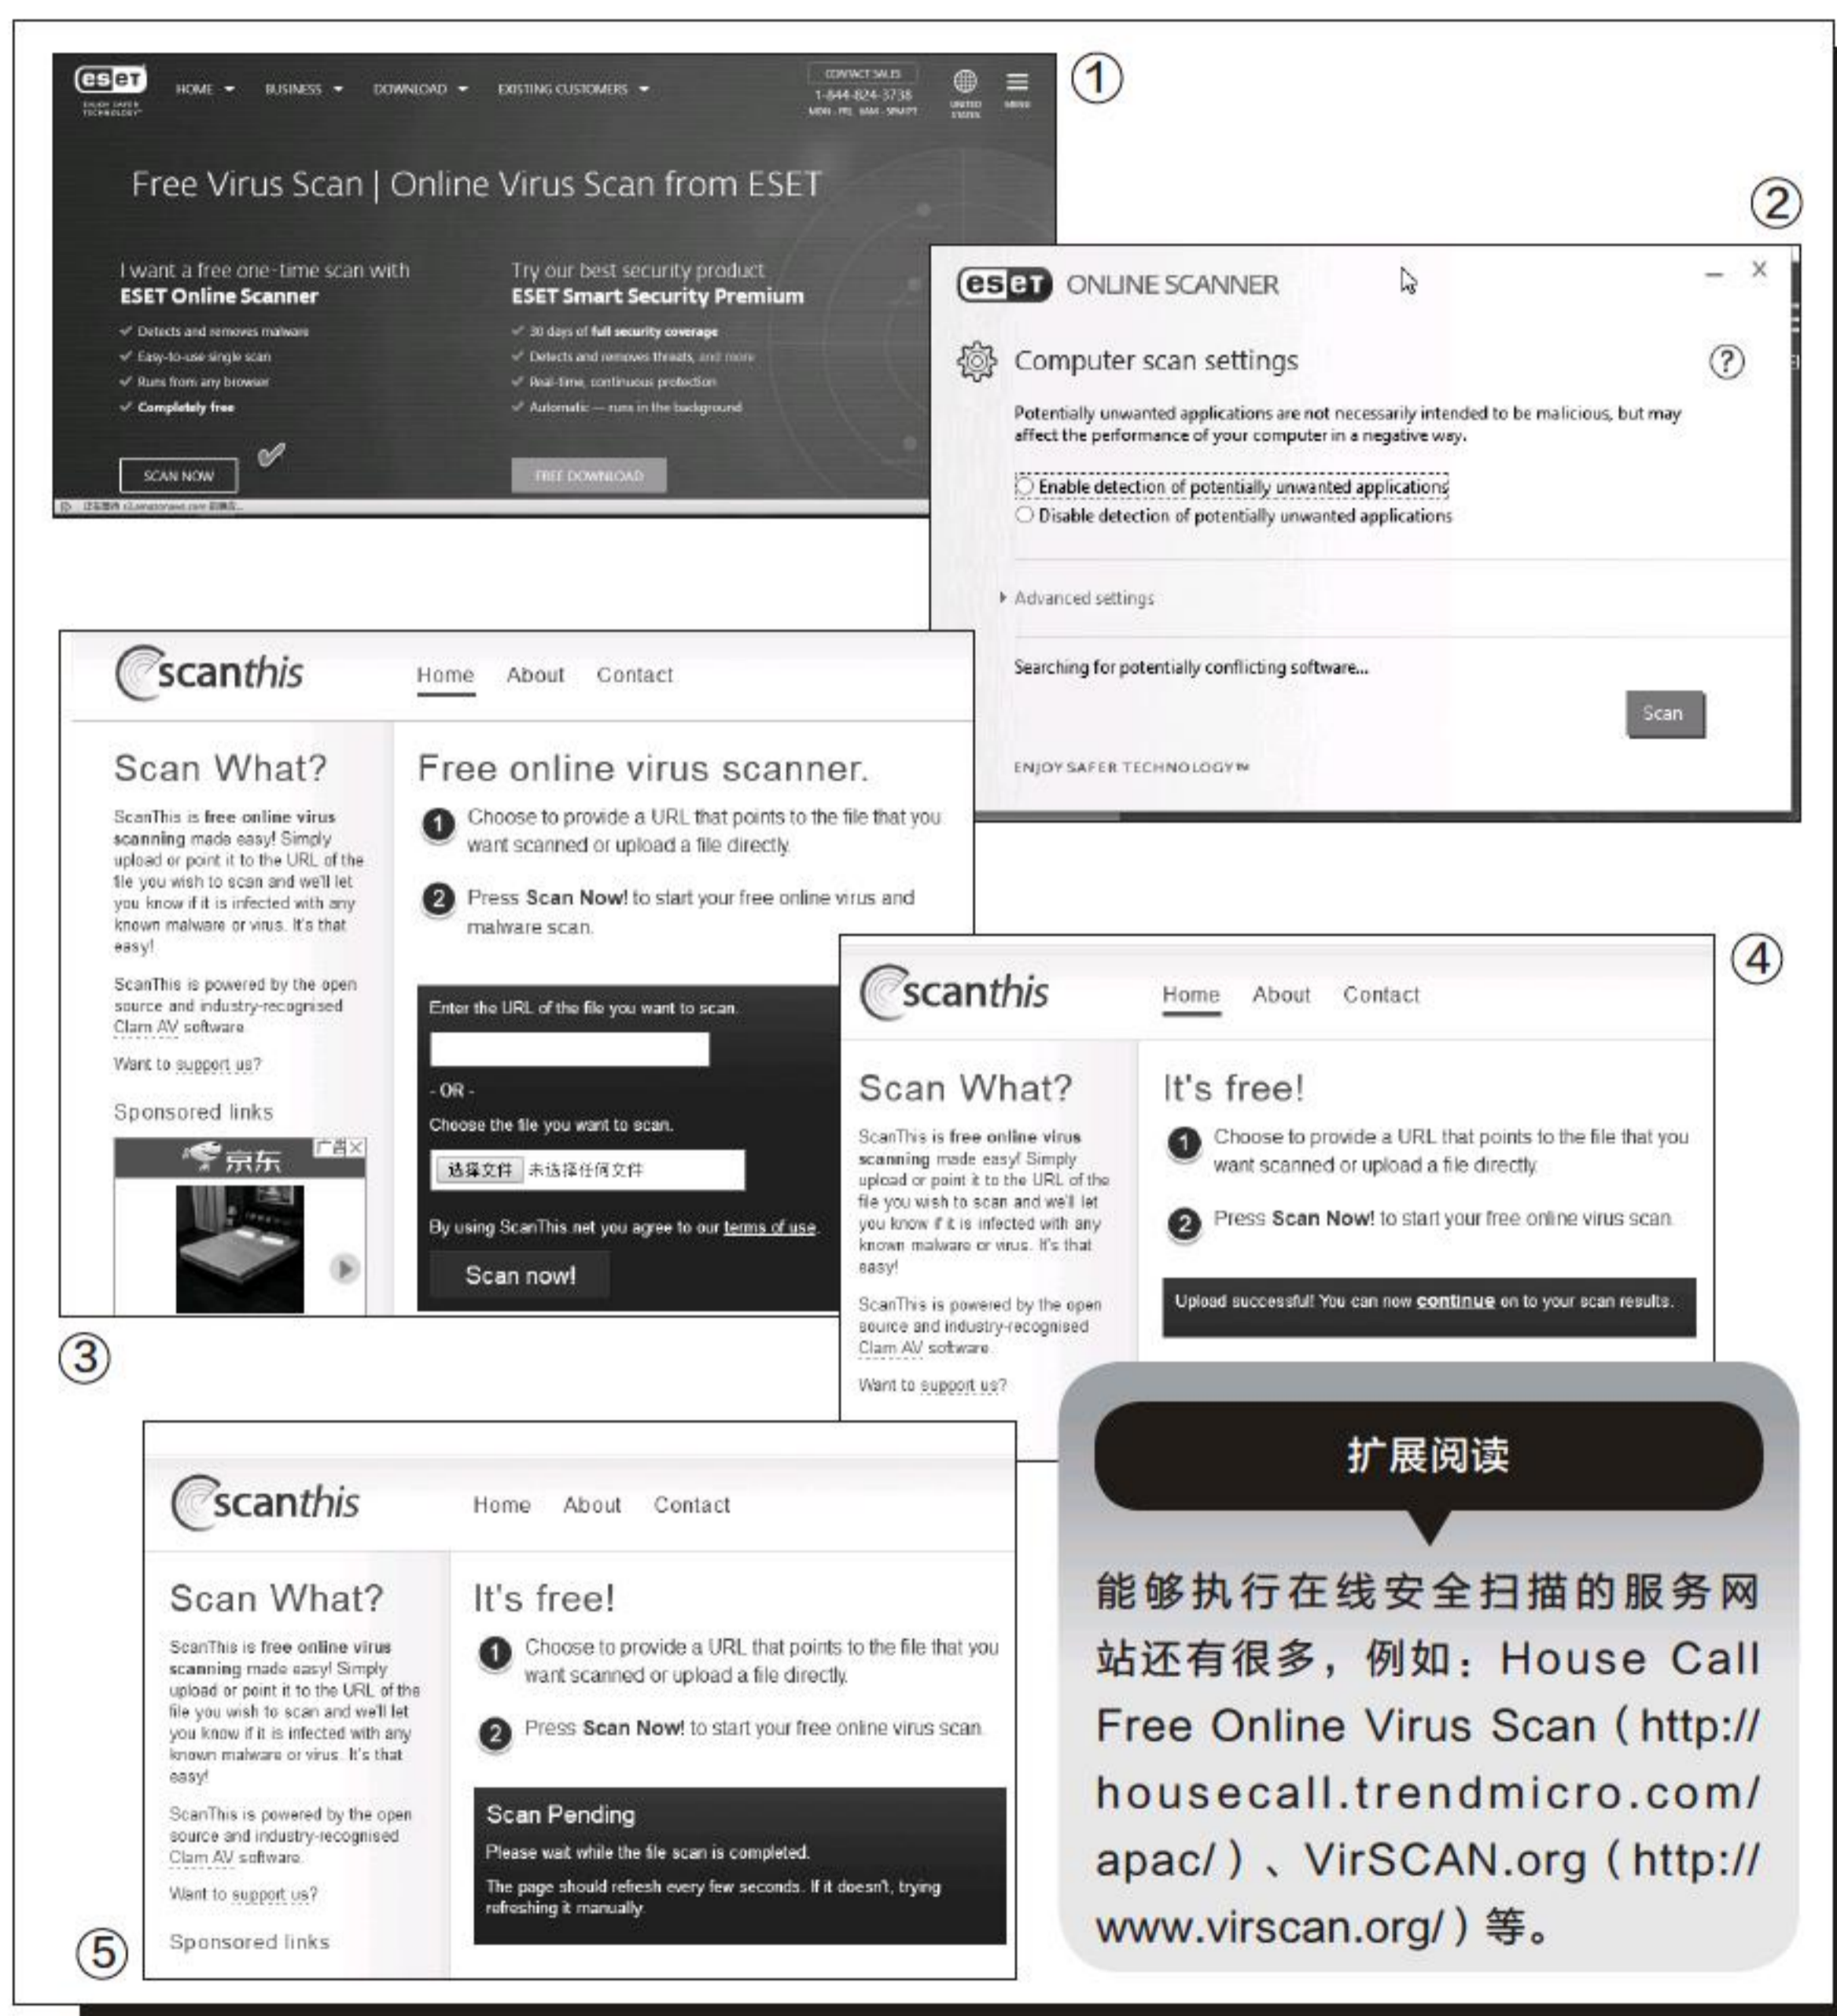 ①
eset
ENJOY SAFER
TECHNOLOGY™
HOME
BUSINESS
DOWNLOAD
EXISTING CUSTOMERS
CONTACT SALES
1-844-824-3738
MON - FRI, 6AM - 5PM PT
UNITED
STATES
MENU
Free Virus Scan | Online Virus Scan from ESET
I want a free one-time scan with
ESET Online Scanner
Detects and removes malware
Easy-to-use single scan
Runs from any browser
Completely free
SCAN NOW
Try our best security product
ESET Smart Security Premium
30 days of full security coverage
Detects and removes threats, and more
Real-time, continuous protection
Automatic — runs in the background
FREE DOWNLOAD
②
eset ONLINE SCANNER
Computer scan settings
?
Potentially unwanted applications are not necessarily intended to be malicious, but may
affect the performance of your computer in a negative way.
Enable detection of potentially unwanted applications
Disable detection of potentially unwanted applications
Advanced settings
Searching for potentially conflicting software...
Scan
ENJOY SAFER TECHNOLOGY™
scanthis
Home About Contact
Scan What?
ScanThis is free online virus
scanning made easy! Simply
upload or point it to the URL of the
file you wish to scan and we'll let
you know if it is infected with any
known malware or virus. It's that
easy!
ScanThis is powered by the open
source and industry-recognised
Clam AV software
Want to support us?
Sponsored links
京东
广告
Free online virus scanner.
1 Choose to provide a URL that points to the file that you
want scanned or upload a file directly.
2 Press Scan Now! to start your free online virus and
malware scan.
Enter the URL of the file you want to scan.
- OR -
Choose the file you want to scan.
选择文件 未选择任何文件
By using ScanThis.net you agree to our terms of use.
Scan now!
③
④
scanthis
Home About Contact
Scan What?
ScanThis is free online virus
scanning made easy! Simply
upload or point it to the URL of the
file you wish to scan and we'll let
you know if it is infected with any
known malware or virus. It's that
easy!
ScanThis is powered by the open
source and industry-recognised
Clam AV software.
Want to support us?
It's free!
1 Choose to provide a URL that points to the file that you
want scanned or upload a file directly.
2 Press Scan Now! to start your free online virus scan.
Upload successful! You can now continue on to your scan results.
scanthis
Home About Contact
Scan What?
ScanThis is free online virus
scanning made easy! Simply
upload or point it to the URL of the
file you wish to scan and we'll let
you know if it is infected with any
known malware or virus. It's that
easy!
ScanThis is powered by the open
source and industry-recognised
Clam AV software.
Want to support us?
Sponsored links
It's free!
1 Choose to provide a URL that points to the file that you
want scanned or upload a file directly.
2 Press Scan Now! to start your free online virus scan.
Scan Pending
Please wait while the file scan is completed.
The page should refresh every few seconds. If it doesn't, trying
refreshing it manually.
⑤
扩展阅读
能够执行在线安全扫描的服务网
站还有很多，例如：House Call
Free Online Virus Scan（http://
housecall.trendmicro.com/
apac/）、VirSCAN.org（http://
www.virscan.org/）等。